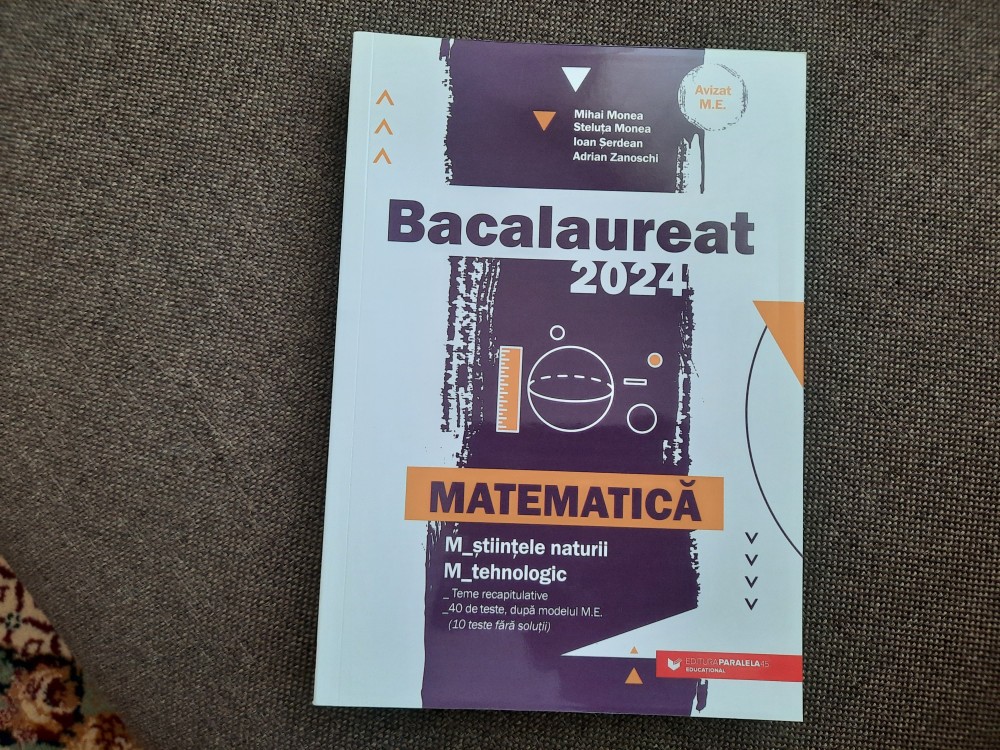 Avizat
M.E.
Mihai Monea
Steluța Monea
Ioan Șerdean
Adrian Zanoschi
Bacalaureat
2024
MATEMATICĂ
M_științele naturii
M_tehnologic
_ Teme recapitulative
_40 de teste, după modelul M.E.
(10 teste fără soluții)
EDITURA PARALELA 45
EDUCAȚIONAL